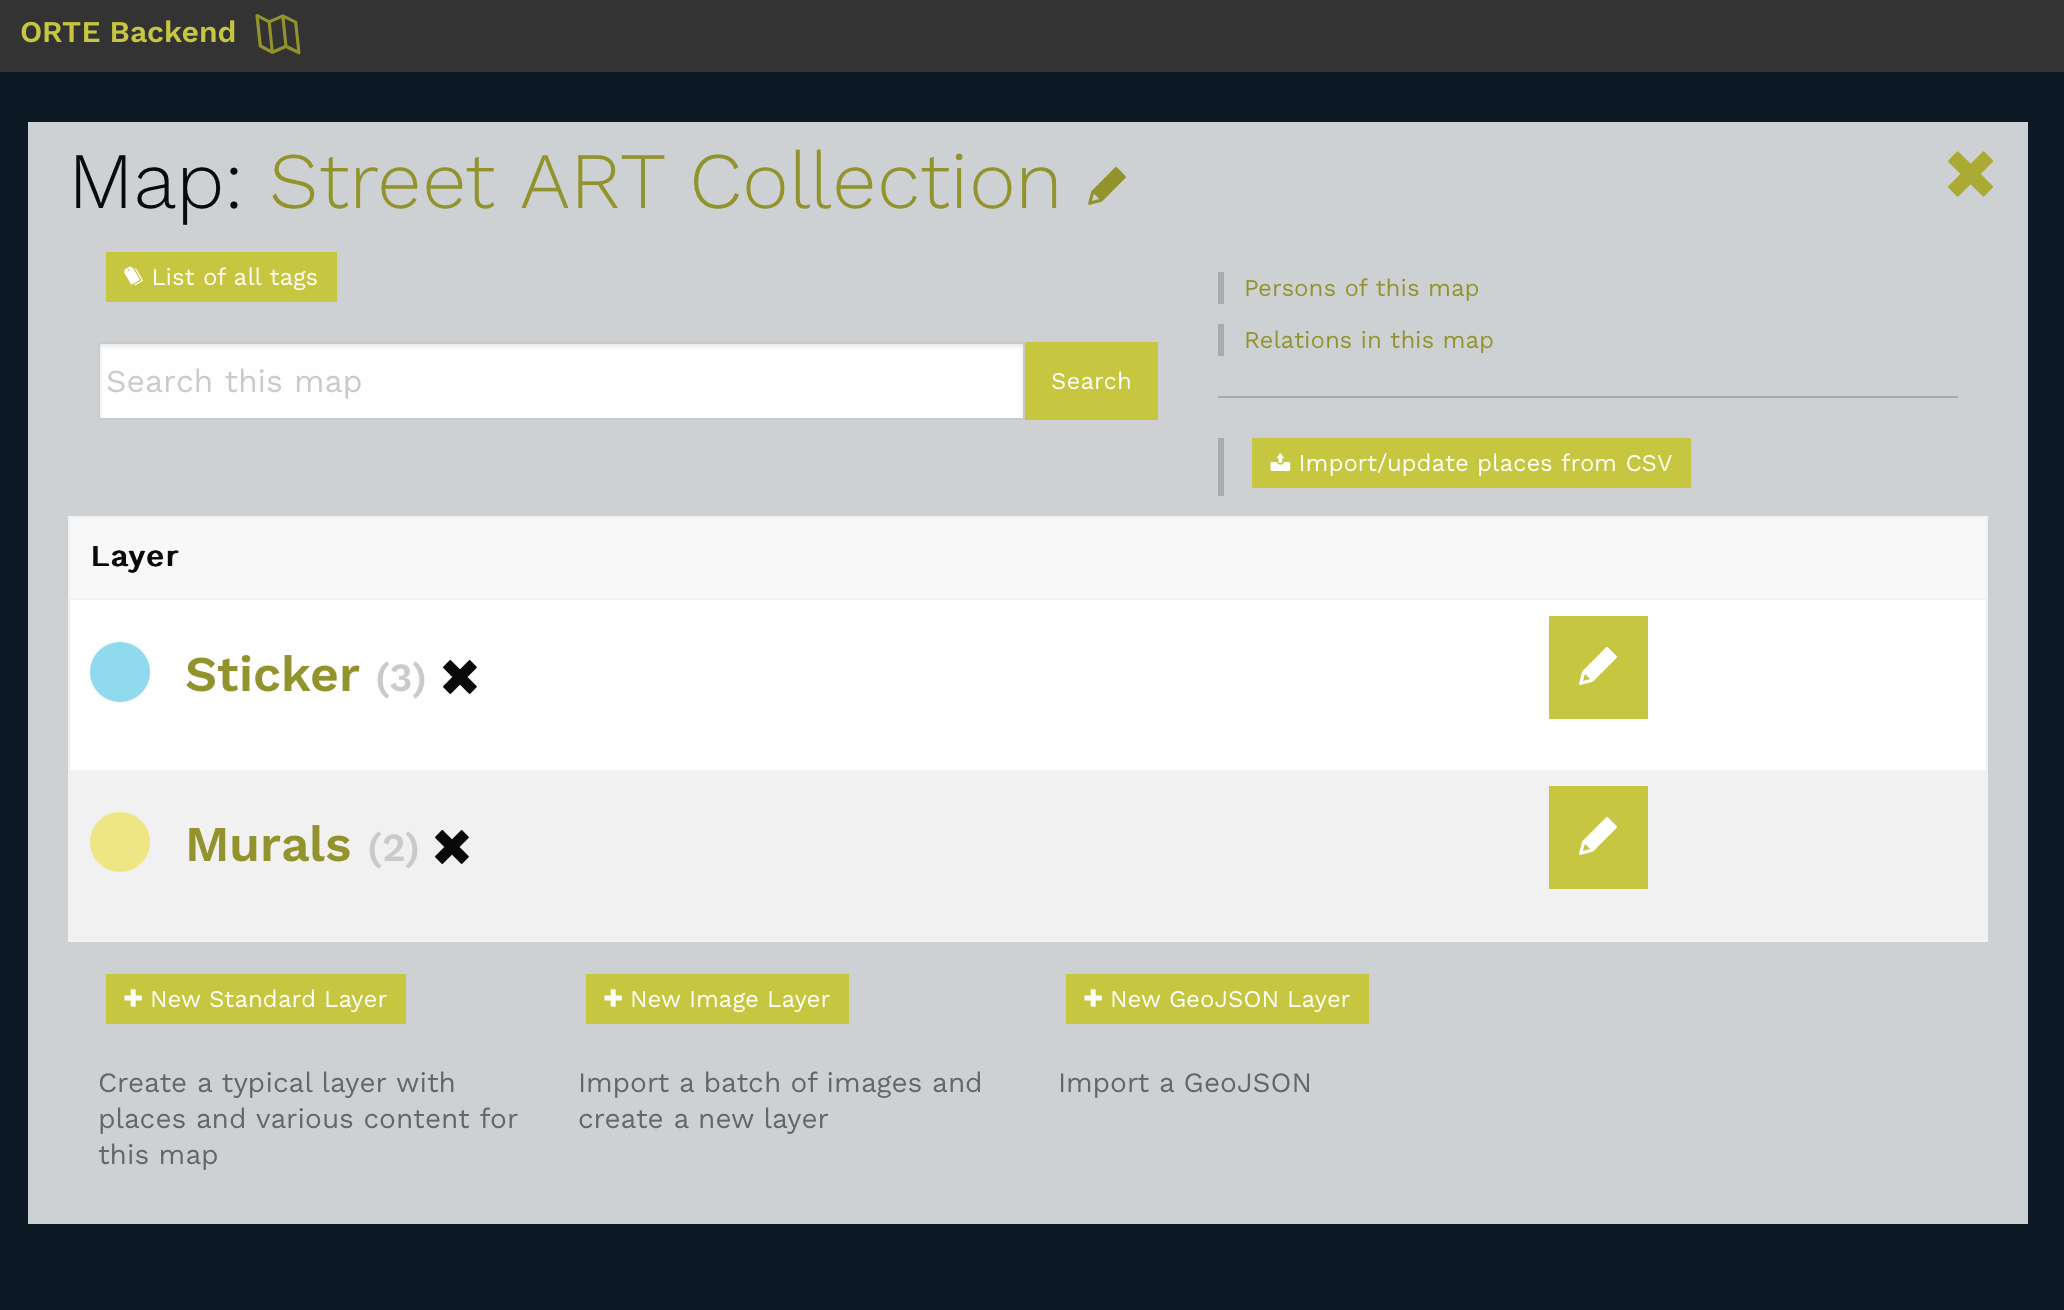 ORTE Backend
Map: Street ART Collection
List of all tags
Persons of this map
Relations in this map
Search this map
Search
Import/update places from CSV
Layer
Sticker (3)
Murals (2)
New Standard Layer
New Image Layer
New GeoJSON Layer
Create a typical layer with
places and various content for
this map
Import a batch of images and
create a new layer
Import a GeoJSON